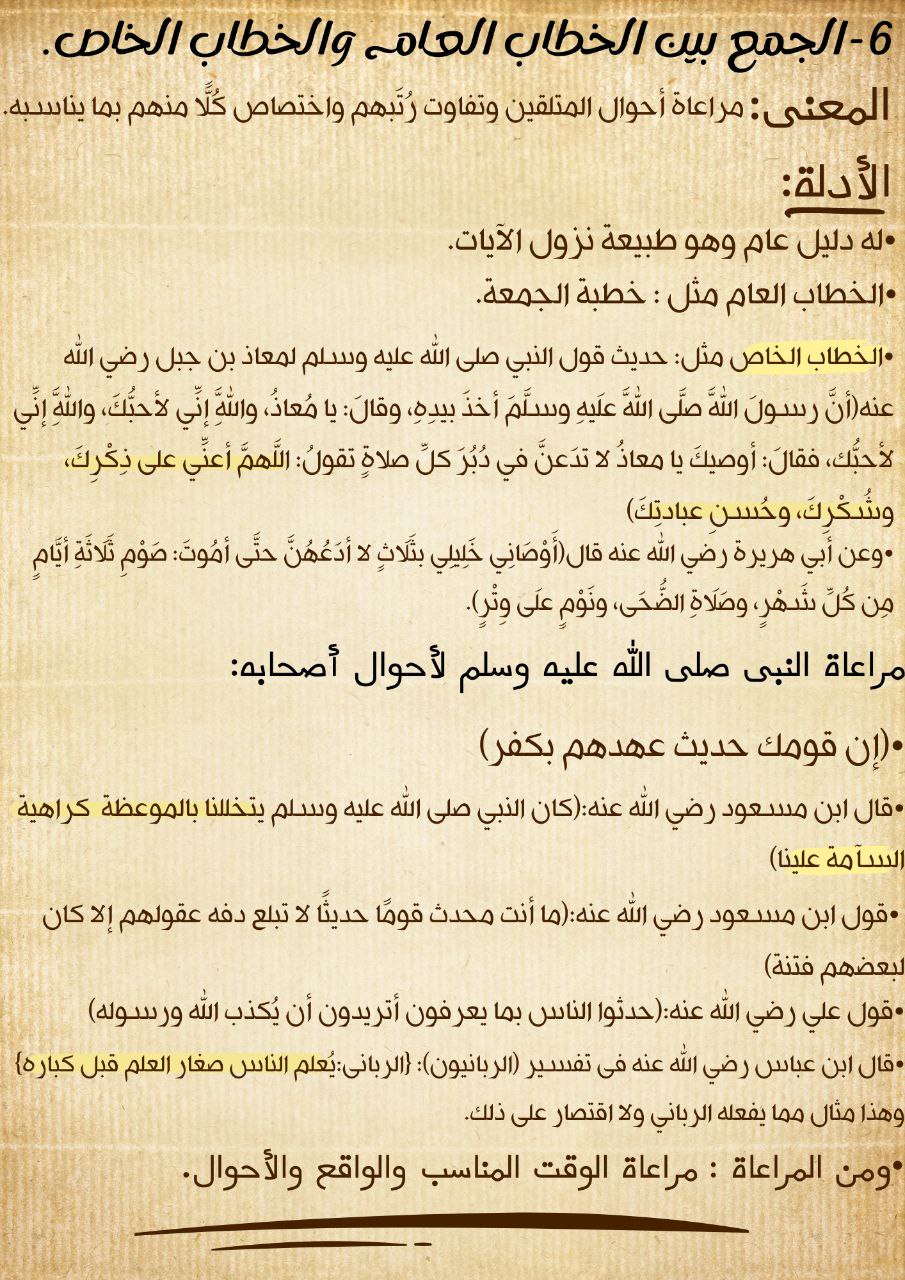 6-الجمع بين الخطاب العام والخطاب الخاص.
المعنى: مراعاة أحوال المتلقين وتفاوت رُتَبهم واختصاص كُلًّا منهم بما يناسبه.
الأدلة:
•له دليل عام وهو طبيعة نزول الآيات.
•الخطاب العام مثل : خطبة الجمعة.
•الخطاب الخاص مثل: حديث قول النبي صلى الله عليه وسلم لمعاذ بن جبل رضي الله
عنه(أنَّ رسولَ اللهَّ صلَّى اللهَّ علَيهِ وسلَّمَ أخذَ بيدِهِ، وقالَ: يا مُعاذُ، واللهَّ إنِّي لأحبُّكَ، واللهَّ إنِّي
لأحبُّك، فقالَ: أوصيكَ يا معاذُ لا تدَعنَّ في دُبُرَ كلِّ صلاةٍ تقولُ: اللَّهمَّ أعنِّي على ذِكْرِكَ،
وشُكْرِكَ، وحُسنِ عبادتِكَ)
•وعن أبي هريرة رضي الله عنه قال(أَوْصَانِي خَلِيلِي بثَلَاثٍ لا أدَعُهُنَّ حتَّى أمُوتَ: صَوْمِ ثَلَاثَةِ أيَّامٍ
مِن كُلِّ شَهْرٍ، وصَلَاةِ الضُّحَى، ونَوْمٍ علَى وِتْرٍ).
مراعاة النبى صلى الله عليه وسلم لأحوال أصحابه:
•(إن قومك حديث عهدهم بكفر)
•قال ابن مسعود رضي الله عنه:(كان النبي صلى الله عليه وسلم يتخللنا بالموعظة كراهية
السآمة علينا)
•قول ابن مسعود رضي الله عنه:(ما أنت محدث قومًا حديثًا لا تبلع دفه عقولهم إلا كان
لبعضهم فتنة)
•قول علي رضي الله عنه:(حدثوا الناس بما يعرفون أتريدون أن يُكذب الله ورسوله)
•قال ابن عباس رضي الله عنه فى تفسير (الربانيون): {الربانى:يُعلم الناس صغار العلم قبل كباره}
وهذا مثال مما يفعله الرباني ولا اقتصار على ذلك.
•ومن المراعاة : مراعاة الوقت المناسب والواقع والأحوال.